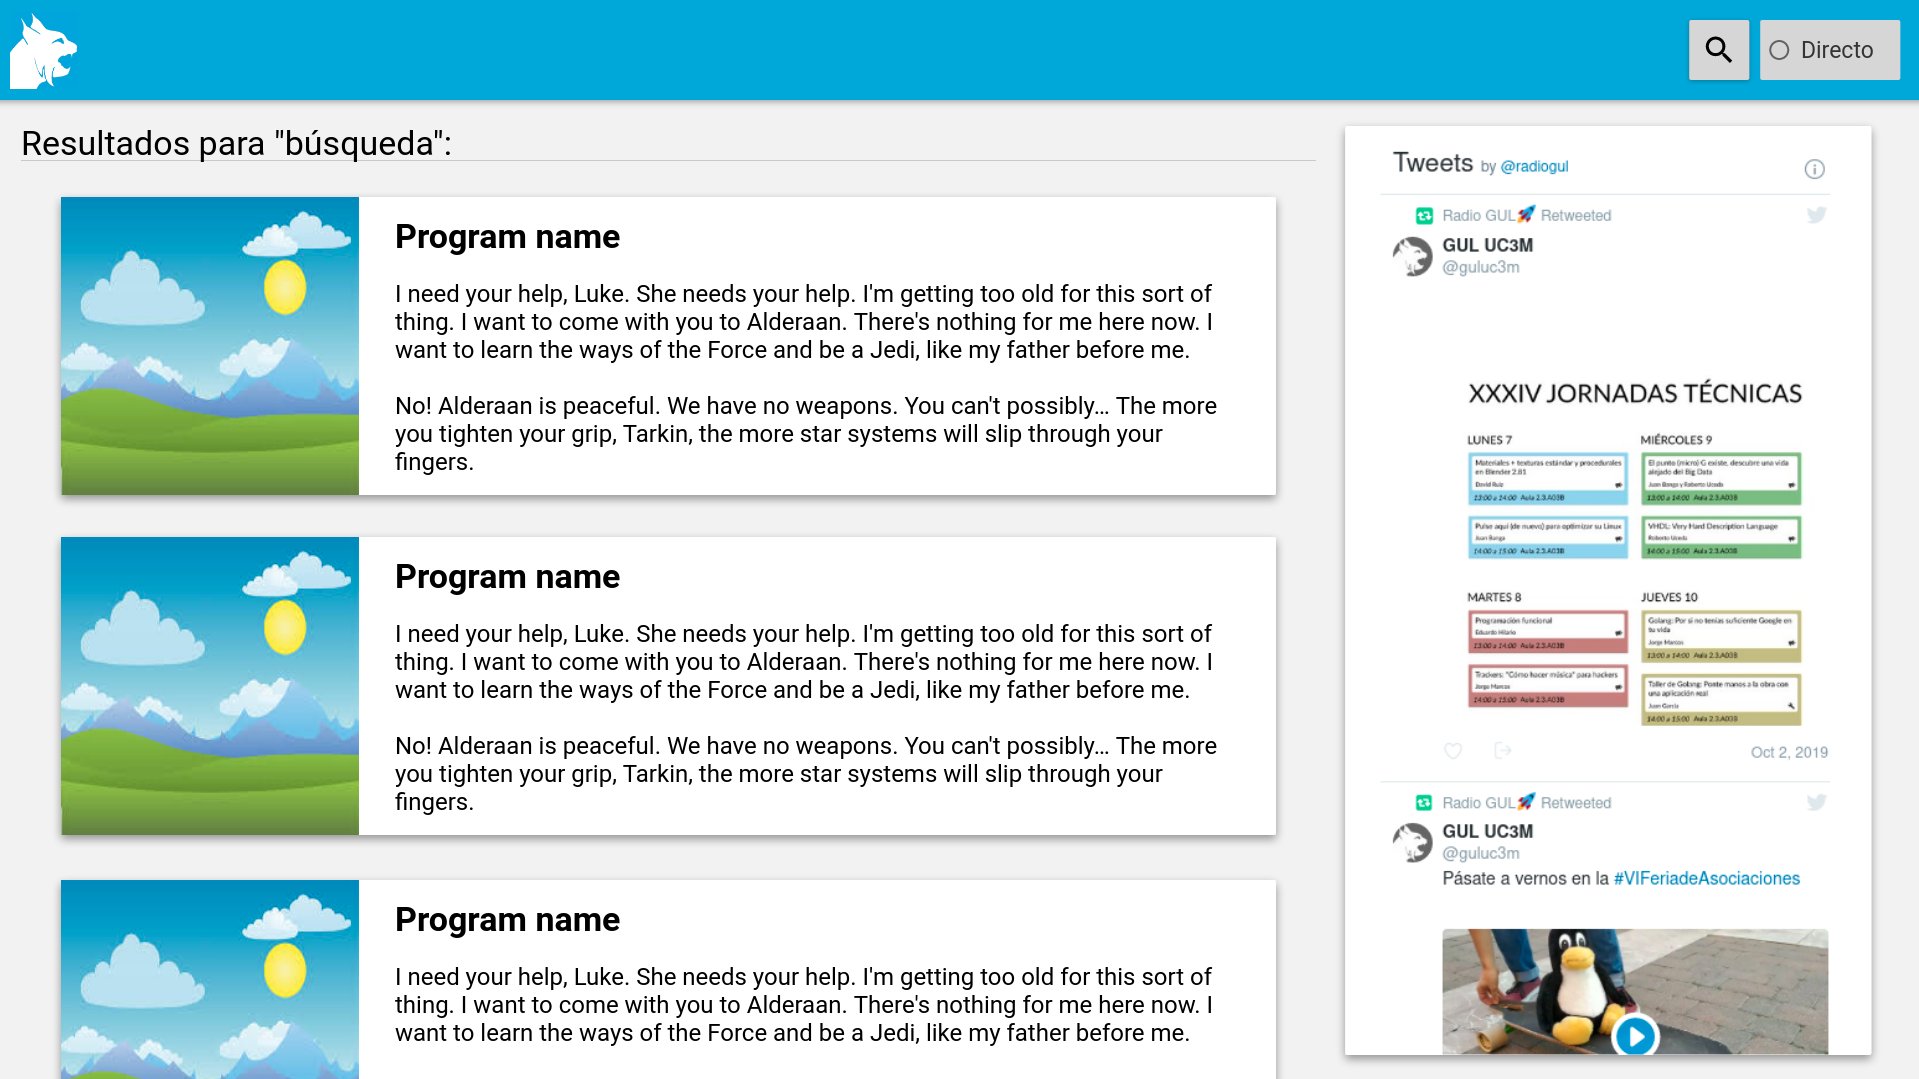 Directo
Resultados para "búsqueda":
Program name
I need your help, Luke. She needs your help. I'm getting too old for this sort of
thing. I want to come with you to Alderaan. There's nothing for me here now. I
want to learn the ways of the Force and be a Jedi, like my father before me.
No! Alderaan is peaceful. We have no weapons. You can't possibly… The more
you tighten your grip, Tarkin, the more star systems will slip through your
fingers.
Program name
I need your help, Luke. She needs your help. I'm getting too old for this sort of
thing. I want to come with you to Alderaan. There's nothing for me here now. I
want to learn the ways of the Force and be a Jedi, like my father before me.
No! Alderaan is peaceful. We have no weapons. You can't possibly… The more
you tighten your grip, Tarkin, the more star systems will slip through your
fingers.
Program name
I need your help, Luke. She needs your help. I'm getting too old for this sort of
thing. I want to come with you to Alderaan. There's nothing for me here now. I
want to learn the ways of the Force and be a Jedi, like my father before me.
Tweets by @radiogul
Radio GUL🚀 Retweeted
GUL UC3M
@guluc3m
XXXIV JORNADAS TÉCNICAS
LUNES 7
Materiales + texturas estándar y procedurales
en Blender 2.81
David Ruiz
13:00 a 14:00 Aula 2.3.A03B
Pulse aquí (de nuevo) para optimizar su Linux
Juan Banga
14:00 a 15:00 Aula 2.3.A03B
MIÉRCOLES 9
El punto (micro) G existe, descubre una vida
alejado del Big Data
Juan Banga y Roberto Uceda
13:00 a 14:00 Aula 2.3.A03B
VHDL: Very Hard Description Language
Roberto Uceda
14:00 a 15:00 Aula 2.3.A03B
MARTES 8
Programación funcional
Eduardo Hilario
13:00 a 14:00 Aula 2.3.A03B
Trackers: "Cómo hacer música" para hackers
Jorge Marcos
14:00 a 15:00 Aula 2.3.A03B
JUEVES 10
Golang: Por si no tenías suficiente Google en
tu vida
Jorge Marcos
13:00 a 14:00 Aula 2.3.A03B
Taller de Golang: Ponte manos a la obra con
una aplicación real
Juan García
14:00 a 15:00 Aula 2.3.A03B
Oct 2, 2019
Radio GUL🚀 Retweeted
GUL UC3M
@guluc3m
Pásate a vernos en la #VIFeriadeAsociaciones